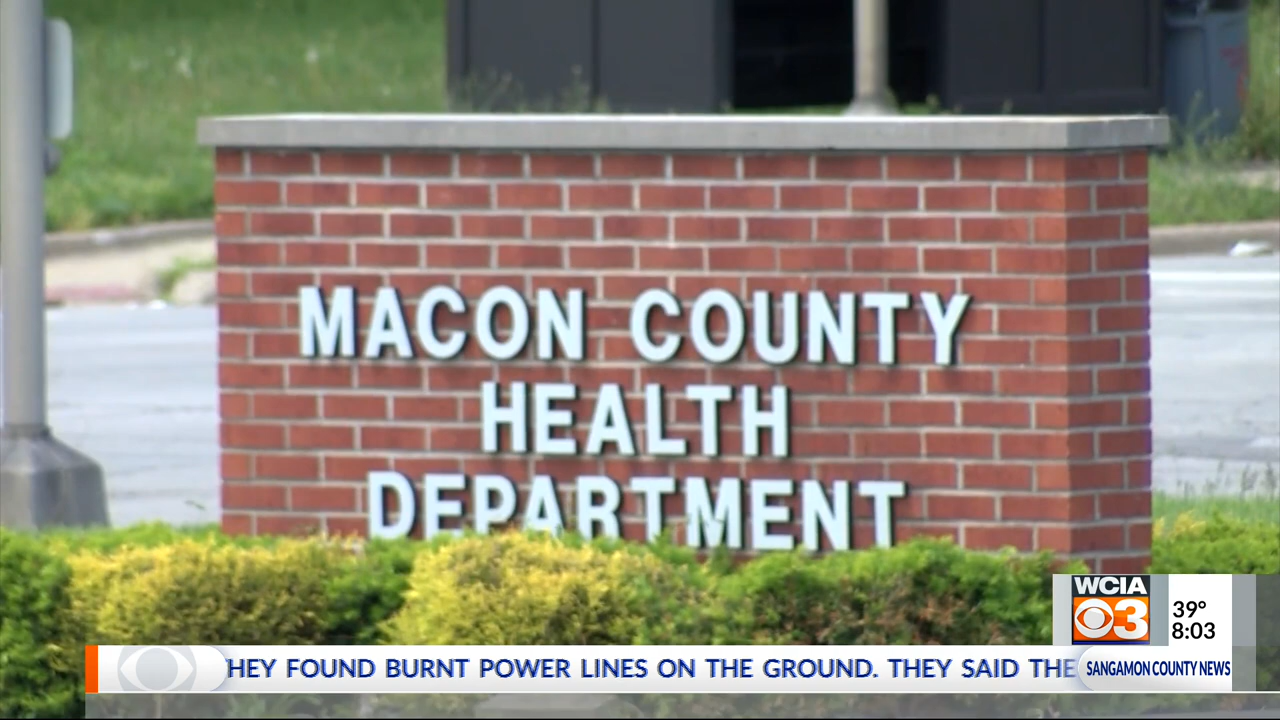 MACON COUNTY
HEALTH
DEPARTMENT
WCIA
3
39°
8:03
HEY FOUND BURNT POWER LINES ON THE GROUND. THEY SAID THE
SANGAMON COUNTY NEWS